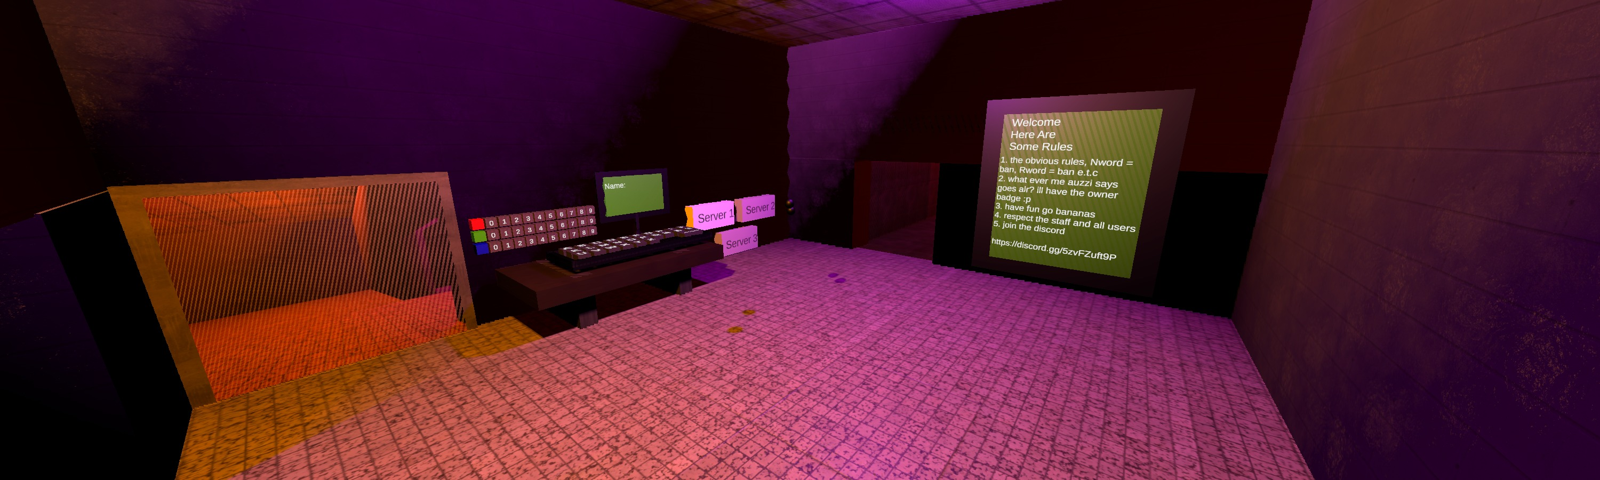 0 1 2 3 4 5 6 7 8 9
0 1 2 3 4 5 6 7 8 9
0 1 2 3 4 5 6 7 8 9
Name:
Server 1
Server 2
Server 3
Welcome
Here Are
Some Rules
1. the obvious rules, Nword =
ban, Rword = ban e.t.c
2. what ever me auzzi says
goes air? ill have the owner
badge :p
3. have fun go bananas
4. respect the staff and all users
5. join the discord
https://discord.gg/5zvFZuft9P